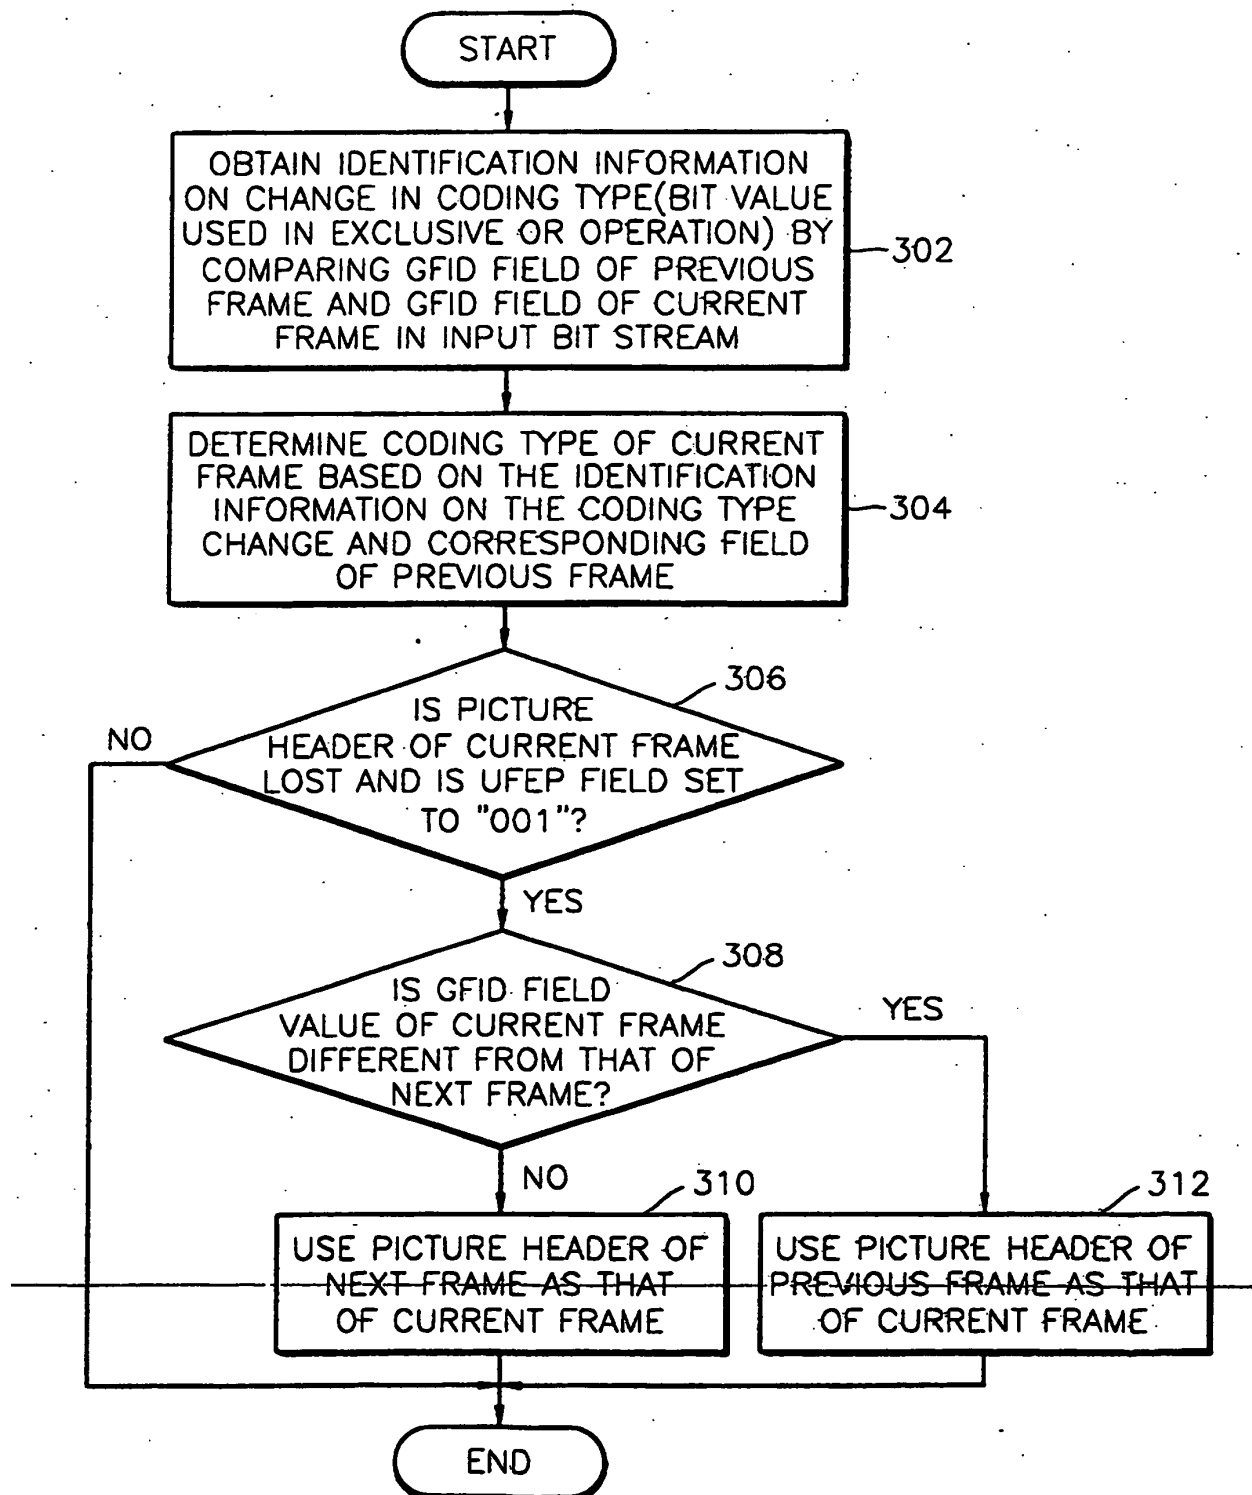 START
OBTAIN IDENTIFICATION INFORMATION
ON CHANGE IN CODING TYPE(BIT VALUE
USED IN EXCLUSIVE OR OPERATION) BY
COMPARING GFID FIELD OF PREVIOUS
FRAME AND GFID FIELD OF CURRENT
FRAME IN INPUT BIT STREAM
302
DETERMINE CODING TYPE OF CURRENT
FRAME BASED ON THE IDENTIFICATION
INFORMATION ON THE CODING TYPE
CHANGE AND CORRESPONDING FIELD
OF PREVIOUS FRAME
304
306
IS PICTURE
HEADER OF CURRENT FRAME
LOST AND IS UFEP FIELD SET
TO "001"?
NO
YES
308
IS GFID FIELD
VALUE OF CURRENT FRAME
DIFFERENT FROM THAT OF
NEXT FRAME?
YES
NO
310
USE PICTURE HEADER OF
NEXT FRAME AS THAT
OF CURRENT FRAME
312
USE PICTURE HEADER OF
PREVIOUS FRAME AS THAT
OF CURRENT FRAME
END